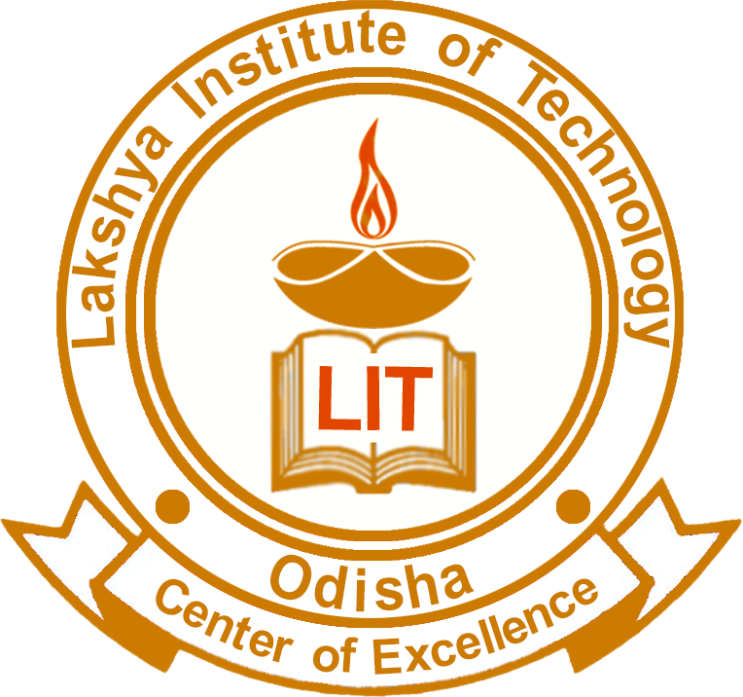 Lakshya Institute of Technology
LIT
Odisha
Center of Excellence